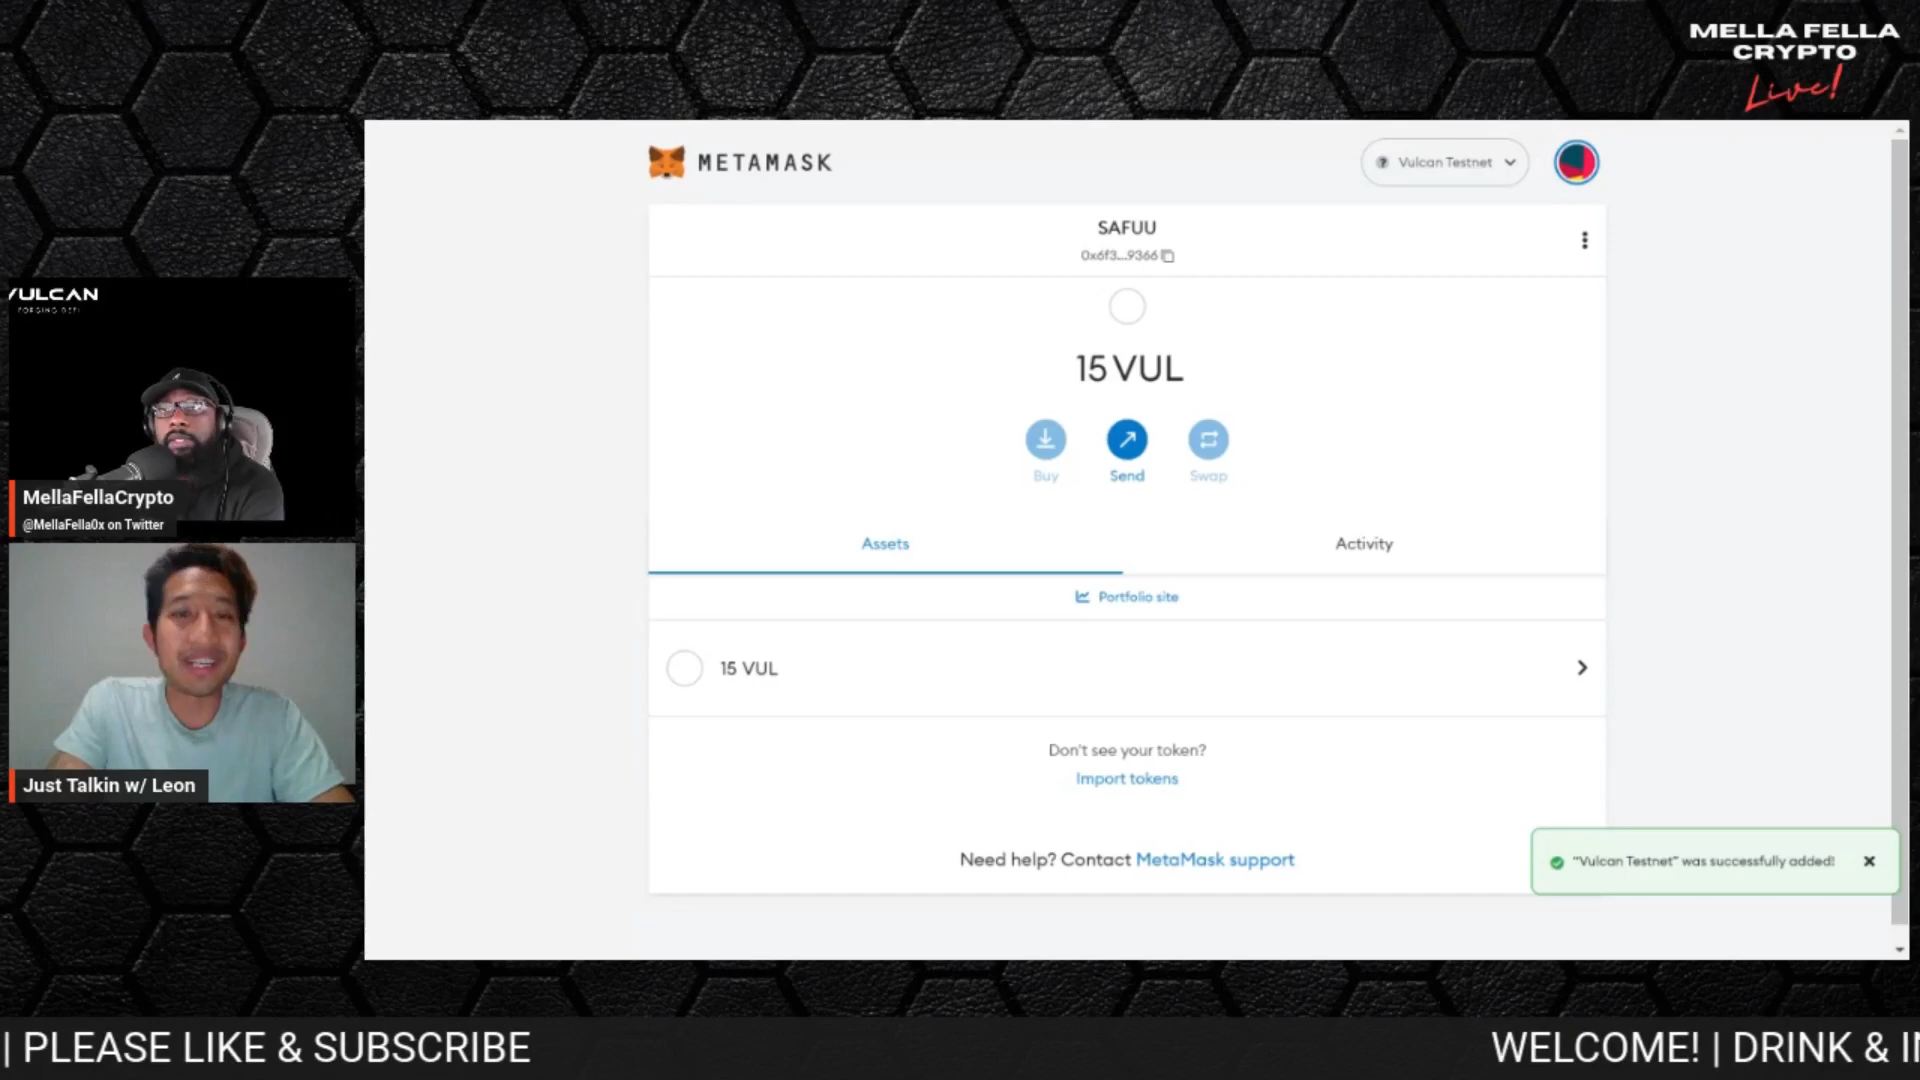 MELLA FELLA
CRYPTO
Live!
METAMASK
Vulcan Testnet
SAFUU
0x6f3...9366
15 VUL
Buy
Send
Swap
Assets
Activity
Portfolio site
15 VUL
Don't see your token?
Import tokens
Need help? Contact MetaMask support
"Vulcan Testnet" was successfully added!
VULCAN
FORGING DEFI
MellaFellaCrypto
@MellaFella0x on Twitter
Just Talkin w/ Leon
| PLEASE LIKE & SUBSCRIBE
WELCOME! | DRINK &